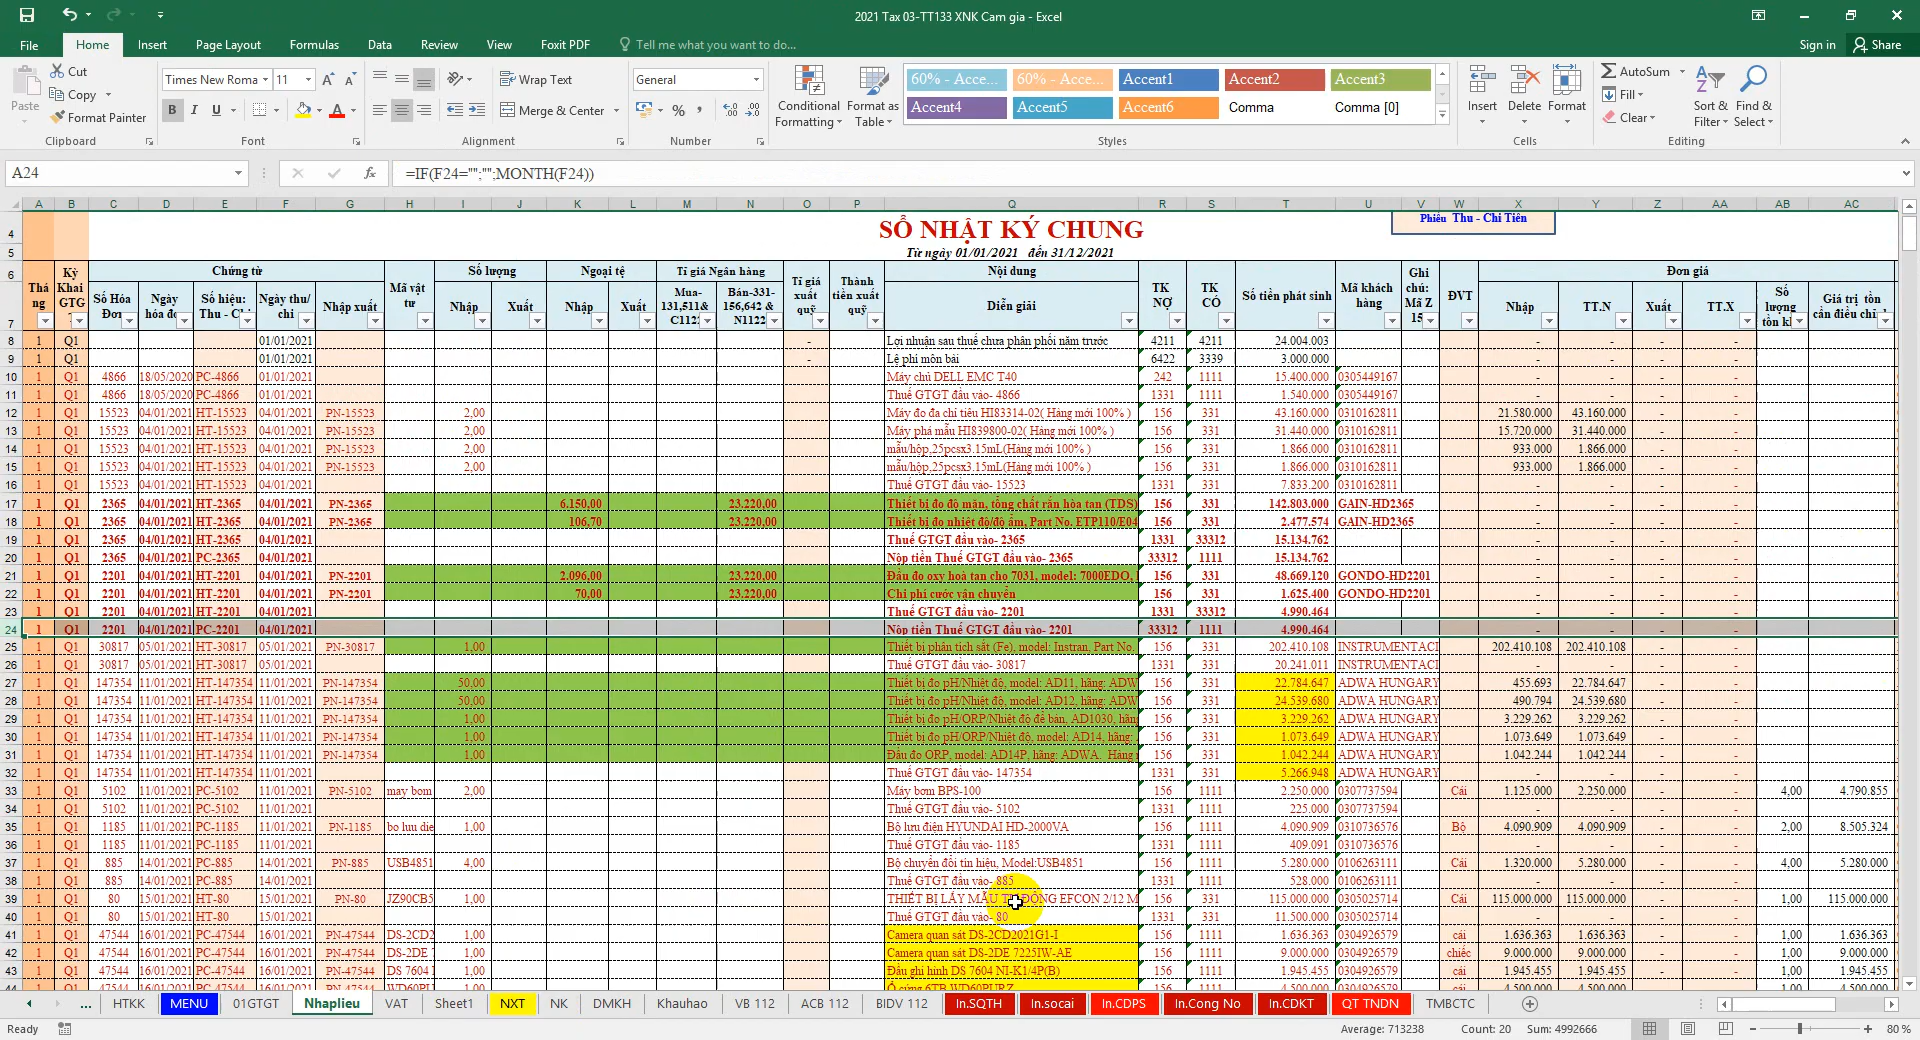 2021 Tax 03-TT133 XNK Cam gia - Excel
File Home Insert Page Layout Formulas Data Review View Foxit PDF Tell me what you want to do... Sign in Share
Paste Cut Copy Format Painter Clipboard
Times New Roma 11 B I U Font
Wrap Text Merge & Center Alignment
General Number
Conditional Formatting Format as Table
60% - Acce... 60% - Acce... Accent1 Accent2 Accent3
Accent4 Accent5 Accent6 Comma Comma [0]
Styles
Insert Delete Format Cells
AutoSum Fill Clear Sort & Filter Find & Select Editing
A24 fx =IF(F24="";"";MONTH(F24))
A B C D E F G H I J K L M N O P Q R S T U V W X Y Z AA AB AC
4 SỔ NHẬT KÝ CHUNG Phiếu Thu - Chi Tiền
5 Từ ngày 01/01/2021 đến 31/12/2021
6 Tháng Kỳ Khai GTG Chứng từ Mã vật tư Số lượng Ngoại tệ Tỉ giá Ngân hàng Tỉ giá xuất quỹ Thành tiền xuất quỹ Nội dung TK NỢ TK CÓ Số tiền phát sinh Mã khách hàng Ghi chú: Mã Z 15 ĐVT Đơn giá
7 Số Hóa Đơn Ngày hóa đơ Số hiệu: Thu - Chi Ngày thu/ chi Nhập xuất Nhập Xuất Nhập Xuất Mua-131,511& C1122 Bán-331-156,642 & N1122 Diễn giải Nhập TT.N Xuất TT.X Số lượng tồn k Giá trị tồn cần điều chỉ
8 1 Q1 01/01/2021 - Lợi nhuận sau thuế chưa phân phối năm trước 4211 4211 24.004.003 - - - -
9 1 Q1 01/01/2021 - Lệ phí môn bài 6422 3339 3.000.000 - - - -
10 1 Q1 4866 18/05/2020 PC-4866 01/01/2021 Máy chủ DELL EMC T40 242 1111 15.400.000 0305449167 - - - -
11 1 Q1 4866 18/05/2020 PC-4866 01/01/2021 Thuế GTGT đầu vào- 4866 1331 1111 1.540.000 0305449167 - - - -
12 1 Q1 15523 04/01/2021 HT-15523 04/01/2021 PN-15523 2,00 Máy đo đa chỉ tiêu HI83314-02( Hàng mới 100% ) 156 331 43.160.000 0310162811 21.580.000 43.160.000 - -
13 1 Q1 15523 04/01/2021 HT-15523 04/01/2021 PN-15523 2,00 Máy phá mẫu HI839800-02( Hàng mới 100% ) 156 331 31.440.000 0310162811 15.720.000 31.440.000 - -
14 1 Q1 15523 04/01/2021 HT-15523 04/01/2021 PN-15523 2,00 mẫu/hộp,25pcsx3.15mL(Hàng mới 100% ) 156 331 1.866.000 0310162811 933.000 1.866.000 - -
15 1 Q1 15523 04/01/2021 HT-15523 04/01/2021 PN-15523 2,00 mẫu/hộp,25pcsx3.15mL(Hàng mới 100% ) 156 331 1.866.000 0310162811 933.000 1.866.000 - -
16 1 Q1 15523 04/01/2021 HT-15523 04/01/2021 Thuế GTGT đầu vào- 15523 1331 331 7.833.200 0310162811 - - - -
17 1 Q1 2365 04/01/2021 HT-2365 04/01/2021 PN-2365 6.150,00 23.220,00 Thiết bị đo độ mặn, tổng chất rắn hòa tan (TDS) 156 331 142.803.000 GAIN-HD2365 - - - -
18 1 Q1 2365 04/01/2021 HT-2365 04/01/2021 PN-2365 106,70 23.220,00 Thiết bị đo nhiệt độ/độ ẩm, Part No. ETP110/E04 156 331 2.477.574 GAIN-HD2365 - - - -
19 1 Q1 2365 04/01/2021 HT-2365 04/01/2021 Thuế GTGT đầu vào- 2365 1331 33312 15.134.762 - - - -
20 1 Q1 2365 04/01/2021 PC-2365 04/01/2021 Nộp tiền Thuế GTGT đầu vào- 2365 33312 1111 15.134.762 - - - -
21 1 Q1 2201 04/01/2021 HT-2201 04/01/2021 PN-2201 2.096,00 23.220,00 Đầu đo oxy hoà tan cho 7031, model: 7000EDO, 156 331 48.669.120 GONDO-HD2201 - - - -
22 1 Q1 2201 04/01/2021 HT-2201 04/01/2021 PN-2201 70,00 23.220,00 Chi phí cước vận chuyển 156 331 1.625.400 GONDO-HD2201 - - - -
23 1 Q1 2201 04/01/2021 HT-2201 04/01/2021 Thuế GTGT đầu vào- 2201 1331 33312 4.990.464 - - - -
24 1 Q1 2201 04/01/2021 PC-2201 04/01/2021 Nộp tiền Thuế GTGT đầu vào- 2201 33312 1111 4.990.464 - - - -
25 1 Q1 30817 05/01/2021 HT-30817 05/01/2021 PN-30817 1,00 Thiết bị phân tích sắt (Fe), model: Instran, Part No. 156 331 202.410.108 INSTRUMENTACI 202.410.108 202.410.108 - -
26 1 Q1 30817 05/01/2021 HT-30817 05/01/2021 Thuế GTGT đầu vào- 30817 1331 331 20.241.011 INSTRUMENTACI - - - -
27 1 Q1 147354 11/01/2021 HT-147354 11/01/2021 PN-147354 50,00 Thiết bị đo pH/Nhiệt độ, model: AD11, hãng: ADW 156 331 22.784.647 ADWA HUNGARY 455.693 22.784.647 - -
28 1 Q1 147354 11/01/2021 HT-147354 11/01/2021 PN-147354 50,00 Thiết bị đo pH/Nhiệt độ, model: AD12, hãng: ADW 156 331 24.539.680 ADWA HUNGARY 490.794 24.539.680 - -
29 1 Q1 147354 11/01/2021 HT-147354 11/01/2021 PN-147354 1,00 Thiết bị đo pH/ORP/Nhiệt độ để bàn, AD1030, hãn 156 331 3.229.262 ADWA HUNGARY 3.229.262 3.229.262 - -
30 1 Q1 147354 11/01/2021 HT-147354 11/01/2021 PN-147354 1,00 Thiết bị đo pH/ORP/Nhiệt độ, model: AD14, hãng: 156 331 1.073.649 ADWA HUNGARY 1.073.649 1.073.649 - -
31 1 Q1 147354 11/01/2021 HT-147354 11/01/2021 PN-147354 1,00 Đầu đo ORP, model: AD14P, hãng: ADWA. Hàng 156 331 1.042.244 ADWA HUNGARY 1.042.244 1.042.244 - -
32 1 Q1 147354 11/01/2021 HT-147354 11/01/2021 Thuế GTGT đầu vào- 147354 1331 331 5.266.948 ADWA HUNGARY - - - -
33 1 Q1 5102 11/01/2021 PC-5102 11/01/2021 PN-5102 may bom 2,00 Máy bơm BPS-100 156 1111 2.250.000 0307737594 Cái 1.125.000 2.250.000 - - 4,00 4.790.855
34 1 Q1 5102 11/01/2021 PC-5102 11/01/2021 Thuế GTGT đầu vào- 5102 1331 1111 225.000 0307737594 - - - -
35 1 Q1 1185 11/01/2021 PC-1185 11/01/2021 PN-1185 bo luu die 1,00 Bộ lưu điện HYUNDAI HD-2000VA 156 1111 4.090.909 0310736576 Bộ 4.090.909 4.090.909 - - 2,00 8.505.324
36 1 Q1 1185 11/01/2021 PC-1185 11/01/2021 Thuế GTGT đầu vào- 1185 1331 1111 409.091 0310736576 - - - -
37 1 Q1 885 14/01/2021 PC-885 14/01/2021 PN-885 USB4851 4,00 Bộ chuyển đổi tín hiệu, Model:USB4851 156 1111 5.280.000 0106263111 Cái 1.320.000 5.280.000 - - 4,00 5.280.000
38 1 Q1 885 14/01/2021 PC-885 14/01/2021 Thuế GTGT đầu vào- 885 1331 1111 528.000 0106263111 - - - -
39 1 Q1 80 15/01/2021 HT-80 15/01/2021 PN-80 JZ90CB5 1,00 THIẾT BỊ LẤY MẪU TỰ ĐỘNG EFCON 2/12 M 156 331 115.000.000 0305025714 Cái 115.000.000 115.000.000 - - 1,00 115.000.000
40 1 Q1 80 15/01/2021 HT-80 15/01/2021 Thuế GTGT đầu vào- 80 1331 331 11.500.000 0305025714 - - - -
41 1 Q1 47544 16/01/2021 PC-47544 16/01/2021 PN-47544 DS-2CD2 1,00 Camera quan sát DS-2CD2021G1-I 156 1111 1.636.363 0304926579 cái 1.636.363 1.636.363 - - 1,00 1.636.363
42 1 Q1 47544 16/01/2021 PC-47544 16/01/2021 PN-47544 DS-2DE 7 1,00 Camera quan sát DS-2DE 7225IW-AE 156 1111 9.000.000 0304926579 chiếc 9.000.000 9.000.000 - - 1,00 9.000.000
43 1 Q1 47544 16/01/2021 PC-47544 16/01/2021 PN-47544 DS 7604 1,00 Đầu ghi hình DS 7604 NI-K1/4P(B) 156 1111 1.945.455 0304926579 cái 1.945.455 1.945.455 - - 1,00 1.945.455
44 1 Q1 47544 16/01/2021 PC-47544 16/01/2021 PN-47544 WD60PU 1,00 Ổ cứng 6TB WD60PURZ 156 1111 4.500.000 0304926579 cái 4.500.000 4.500.000 - - 1,00 4.500.000
... HTKK MENU 01GTGT Nhaplieu VAT Sheet1 NXT NK DMKH Khauhao VB 112 ACB 112 BIDV 112 In.SQTH In.socai In.CDPS In.Cong No In.CDKT QT TNDN TMBCTC
Ready Average: 713238 Count: 20 Sum: 4992666 80 %